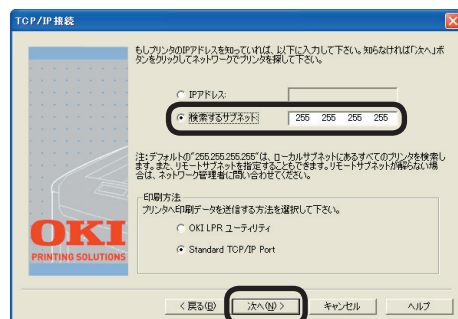 TCP/IP接続
もしプリンタのIPアドレスを知っていれば、以下に入力して下さい。知らなければ「次へ」ボ
タンをクリックしてネットワークでプリンタを探して下さい。
IPアドレス:
検索するサブネット:
255 255 255 255
注:デフォルトの"255.255.255.255"は、ローカルサブネットにあるすべてのプリンタを検索し
ます。また、リモートサブネットを指定することもできます。リモートサブネットが解らない場
合は、ネットワーク管理者に問い合わせてください。
印刷方法
プリンタへ印刷データを送信する方法を選択して下さい。
OKI LPR ユーティリティ
Standard TCP/IP Port
OKI
PRINTING SOLUTIONS
< 戻る(B)
次へ(N) >
キャンセル
ヘルプ